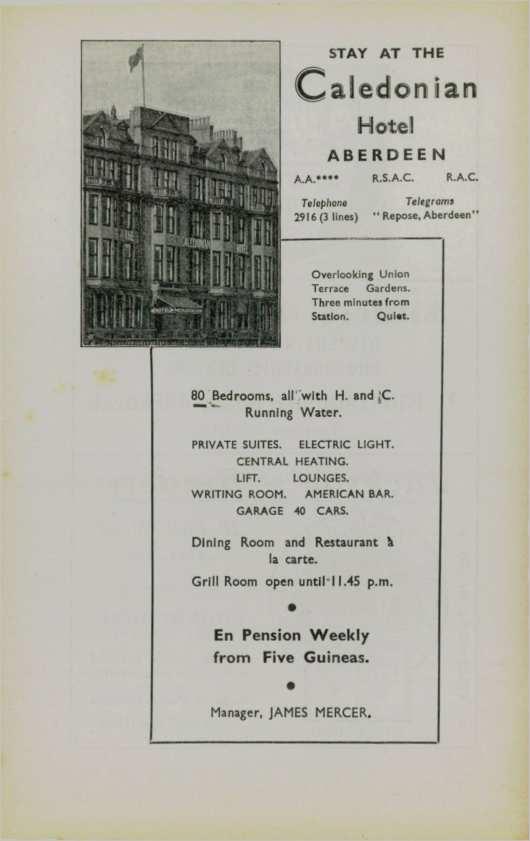 STAY AT THE
Caledonian
Hotel
ABERDEEN
A.A.**** R.S.A.C. R.A.C.
Telephone Telegrams
2916 (3 lines) "Repose, Aberdeen"
CALEDONIAN
Overlooking Union
Terrace Gardens.
Three minutes from
Station. Quiet.
80 Bedrooms, all with H. and C.
Running Water.
PRIVATE SUITES. ELECTRIC LIGHT.
CENTRAL HEATING.
LIFT. LOUNGES.
WRITING ROOM. AMERICAN BAR.
GARAGE 40 CARS.
Dining Room and Restaurant à
la carte.
Grill Room open until 11.45 p.m.
●
En Pension Weekly
from Five Guineas.
●
Manager, JAMES MERCER.